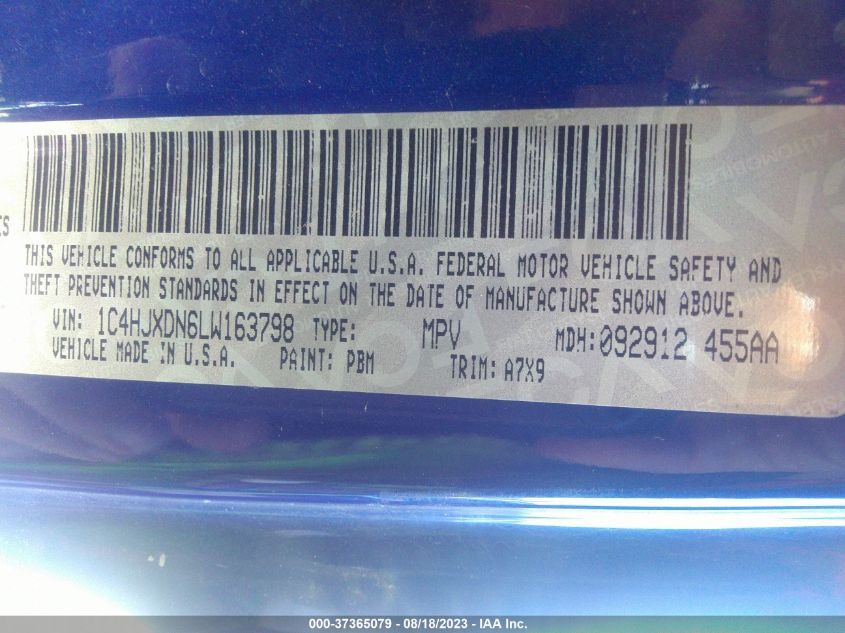 ES
THIS VEHICLE CONFORMS TO ALL APPLICABLE U.S.A. FEDERAL MOTOR VEHICLE SAFETY AND
THEFT PREVENTION STANDARDS IN EFFECT ON THE DATE OF MANUFACTURE SHOWN ABOVE.
VIN: 1C4HJXDN6LW163798 TYPE: MPV MDH:092912 455AA
VEHICLE MADE IN U.S.A. PAINT: PBM TRIM: A7X9
000-37365079 - 08/18/2023 - IAA Inc.